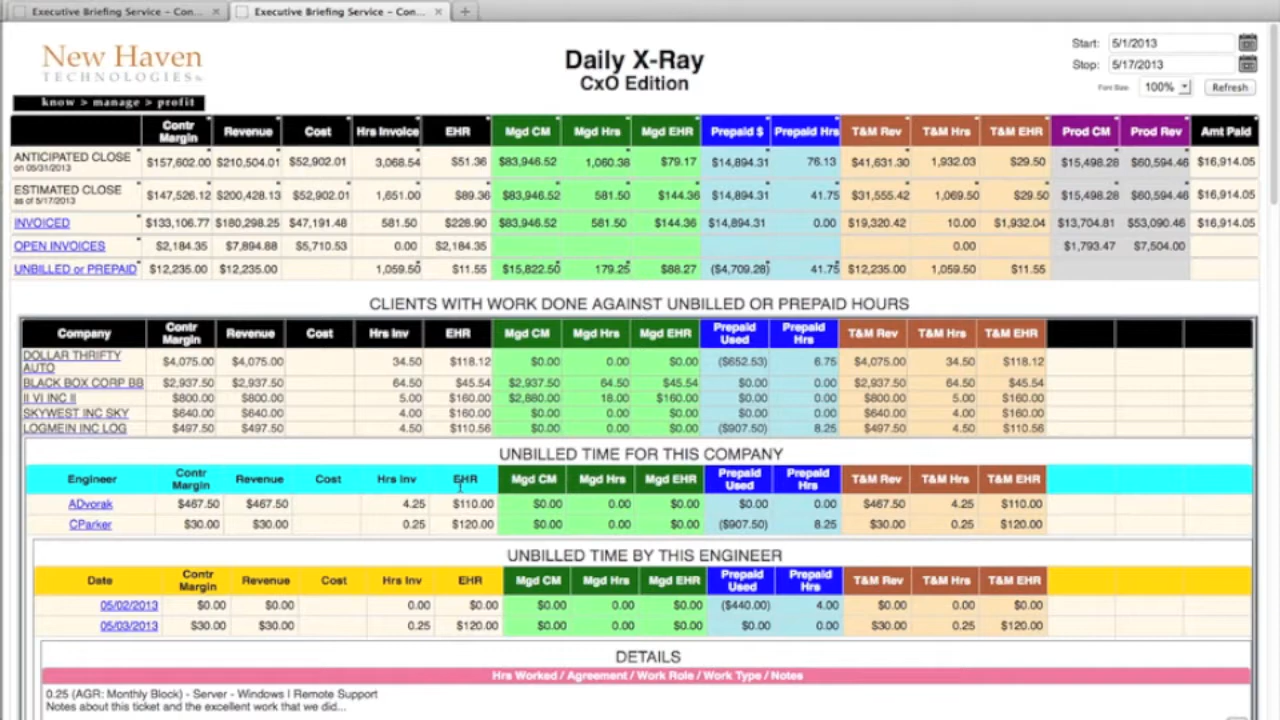 Executive Briefing Service – Con... × Executive Briefing Service – Con... × +
New Haven
TECHNOLOGIES
know > manage > profit
Daily X-Ray
CxO Edition
Start: 5/1/2013
Stop: 5/17/2013
Font Size: 100% Refresh
Contr Margin Revenue Cost Hrs Invoice EHR Mgd CM Mgd Hrs Mgd EHR Prepaid $ Prepaid Hrs T&M Rev T&M Hrs T&M EHR Prod CM Prod Rev Amt Paid
ANTICIPATED CLOSE on 05/31/2013 $157,602.00 $210,504.01 $52,902.01 3,068.54 $51.36 $83,946.52 1,060.38 $79.17 $14,894.31 76.13 $41,631.30 1,932.03 $29.50 $15,498.28 $60,594.46 $16,914.05
ESTIMATED CLOSE as of 5/17/2013 $147,526.12 $200,428.13 $52,902.01 1,651.00 $89.36 $83,946.52 581.50 $144.36 $14,894.31 41.75 $31,555.42 1,069.50 $29.50 $15,498.28 $60,594.46 $16,914.05
INVOICED $133,106.77 $180,298.25 $47,191.48 581.50 $228.90 $83,946.52 581.50 $144.36 $14,894.31 0.00 $19,320.42 10.00 $1,932.04 $13,704.81 $53,090.46 $16,914.05
OPEN INVOICES $2,184.35 $7,894.88 $5,710.53 0.00 $2,184.35 0.00 $1,793.47 $7,504.00
UNBILLED or PREPAID $12,235.00 $12,235.00 1,059.50 $11.55 $15,822.50 179.25 $88.27 ($4,709.28) 41.75 $12,235.00 1,059.50 $11.55
CLIENTS WITH WORK DONE AGAINST UNBILLED OR PREPAID HOURS
Company Contr Margin Revenue Cost Hrs Inv EHR Mgd CM Mgd Hrs Mgd EHR Prepaid Used Prepaid Hrs T&M Rev T&M Hrs T&M EHR
DOLLAR THRIFTY AUTO $4,075.00 $4,075.00 34.50 $118.12 $0.00 0.00 $0.00 ($652.53) 6.75 $4,075.00 34.50 $118.12
BLACK BOX CORP BB $2,937.50 $2,937.50 64.50 $45.54 $2,937.50 64.50 $45.54 $0.00 0.00 $2,937.50 64.50 $45.54
II VI INC II $800.00 $800.00 5.00 $160.00 $2,880.00 18.00 $160.00 $0.00 0.00 $800.00 5.00 $160.00
SKYWEST INC SKY $640.00 $640.00 4.00 $160.00 $0.00 0.00 $0.00 $0.00 0.00 $640.00 4.00 $160.00
LOGMEIN INC LOG $497.50 $497.50 4.50 $110.56 $0.00 0.00 $0.00 ($907.50) 8.25 $497.50 4.50 $110.56
UNBILLED TIME FOR THIS COMPANY
Engineer Contr Margin Revenue Cost Hrs Inv EHR Mgd CM Mgd Hrs Mgd EHR Prepaid Used Prepaid Hrs T&M Rev T&M Hrs T&M EHR
ADvorak $467.50 $467.50 4.25 $110.00 $0.00 0.00 $0.00 $0.00 0.00 $467.50 4.25 $110.00
CParker $30.00 $30.00 0.25 $120.00 $0.00 0.00 $0.00 ($907.50) 8.25 $30.00 0.25 $120.00
UNBILLED TIME BY THIS ENGINEER
Date Contr Margin Revenue Cost Hrs Inv EHR Mgd CM Mgd Hrs Mgd EHR Prepaid Used Prepaid Hrs T&M Rev T&M Hrs T&M EHR
05/02/2013 $0.00 $0.00 0.00 $0.00 $0.00 0.00 $0.00 ($440.00) 4.00 $0.00 0.00 $0.00
05/03/2013 $30.00 $30.00 0.25 $120.00 $0.00 0.00 $0.00 $0.00 0.00 $30.00 0.25 $120.00
DETAILS
Hrs Worked / Agreement / Work Role / Work Type / Notes
0.25 (AGR: Monthly Block) - Server - Windows | Remote Support
Notes about this ticket and the excellent work that we did...